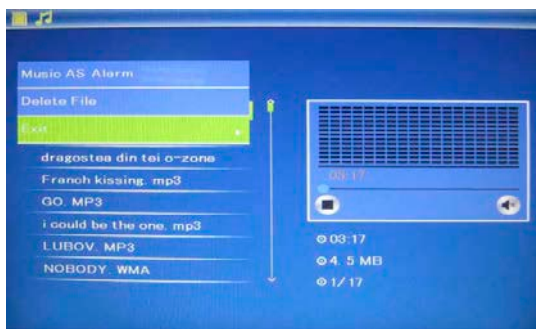 Music AS Alarm
Delete File
Exit
dragostea din tei o-zone
Franch kissing. mp3
GO. MP3
i could be the one. mp3
LUBOV. MP3
NOBODY. WMA
03:17
03:17
4. 5 MB
1/17